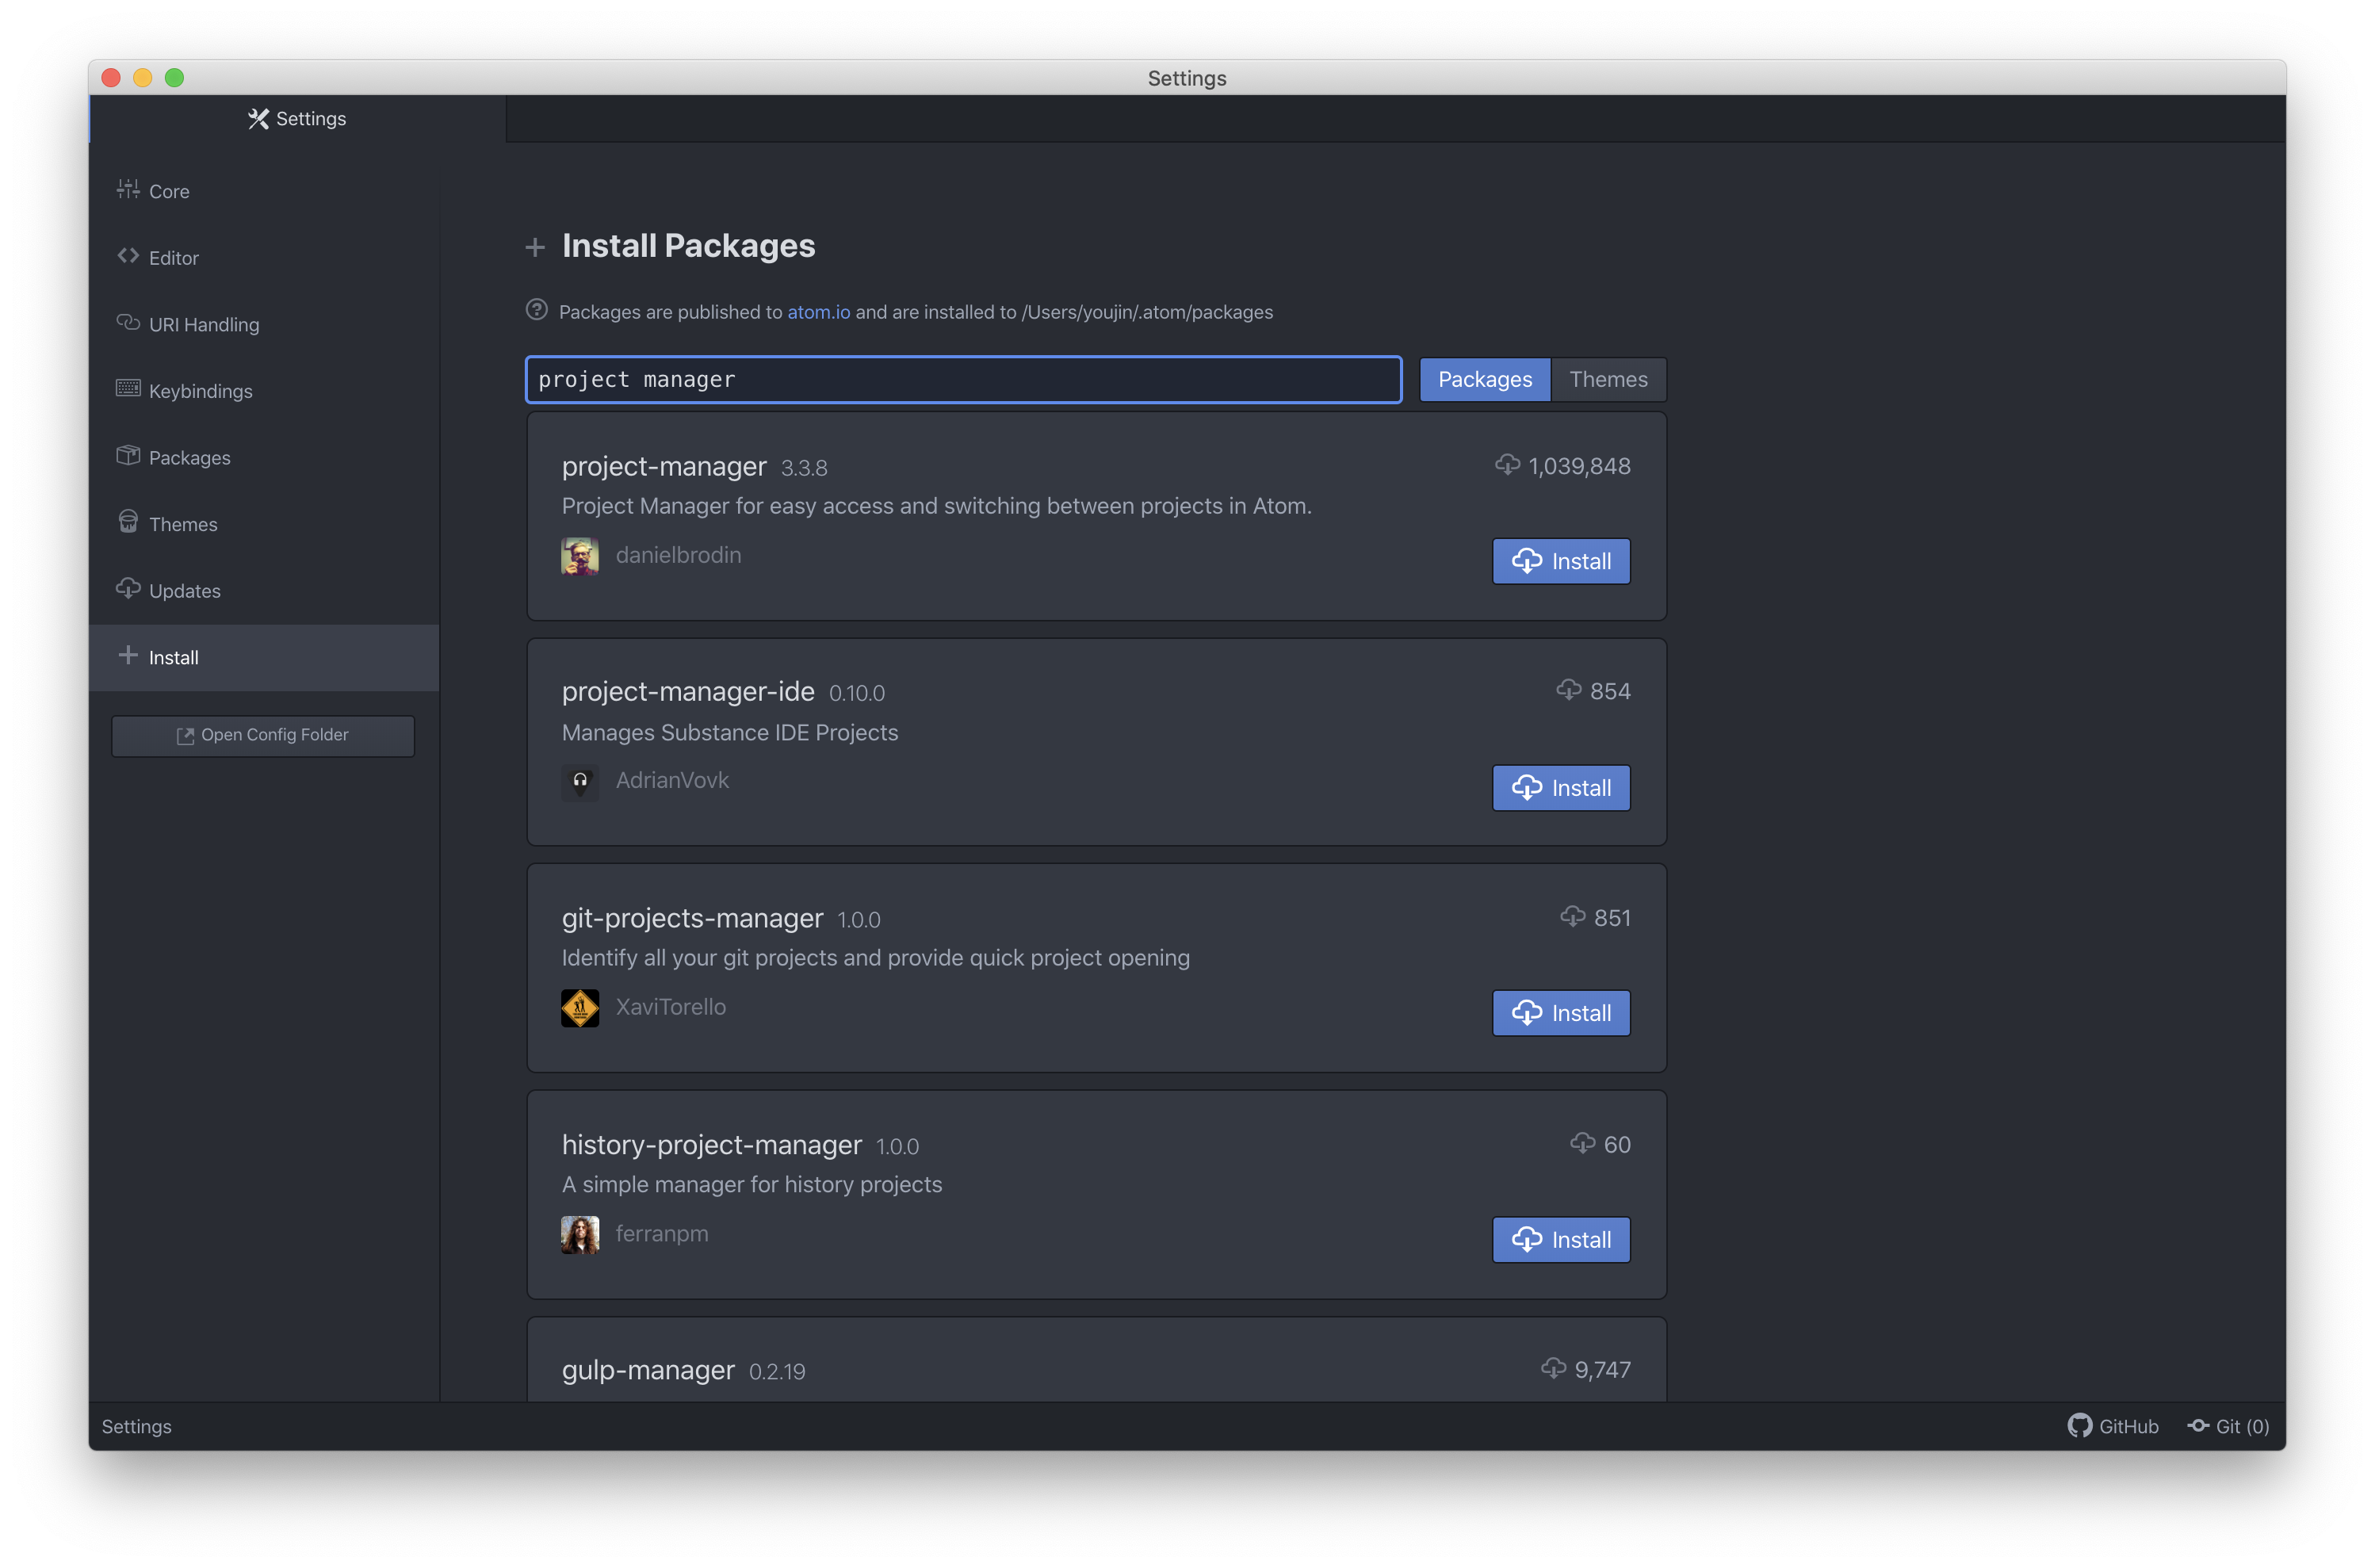 Settings
Settings
Core
Editor
URI Handling
Keybindings
Packages
Themes
Updates
Install
Open Config Folder
Install Packages
Packages are published to atom.io and are installed to /Users/youjin/.atom/packages
project manager
Packages Themes
project-manager 3.3.8 1,039,848
Project Manager for easy access and switching between projects in Atom.
danielbrodin Install
project-manager-ide 0.10.0 854
Manages Substance IDE Projects
AdrianVovk Install
git-projects-manager 1.0.0 851
Identify all your git projects and provide quick project opening
XaviTorello Install
history-project-manager 1.0.0 60
A simple manager for history projects
ferranpm Install
gulp-manager 0.2.19 9,747
Settings GitHub Git (0)